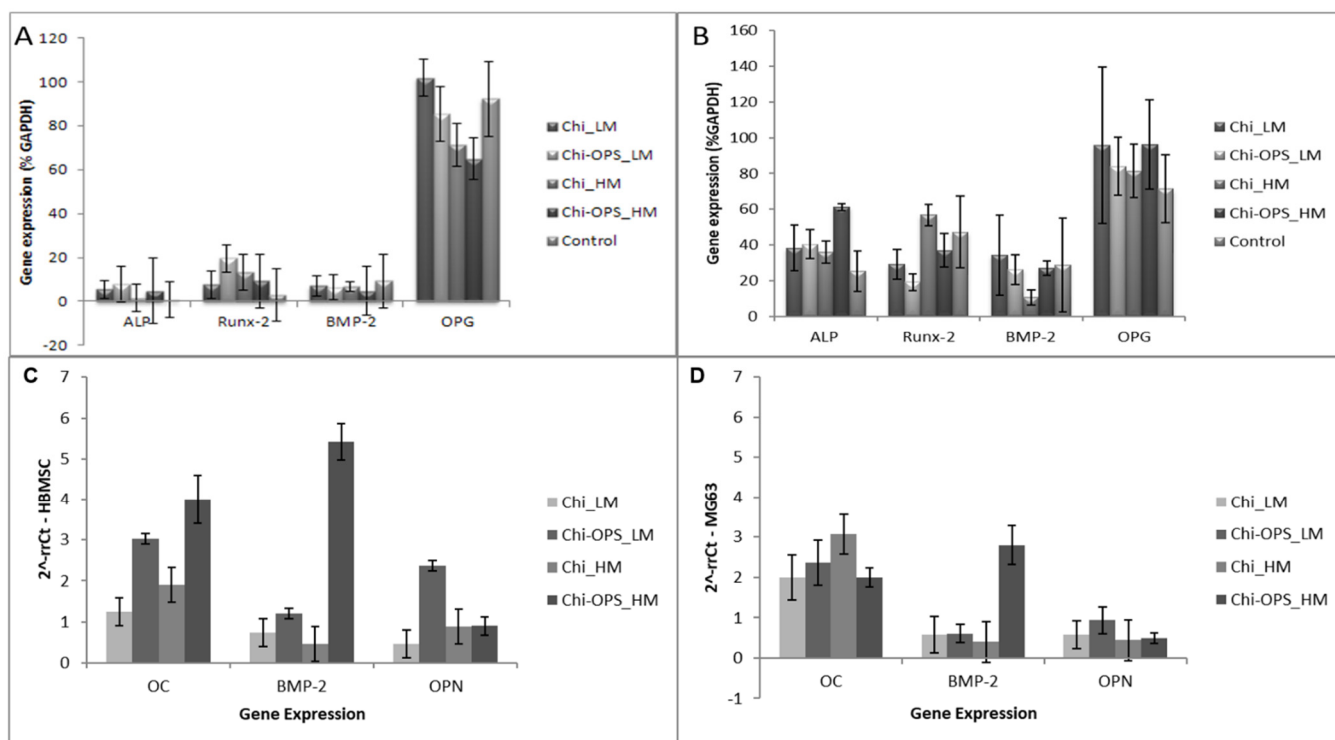 A
Gene expression (% GAPDH)
120
100
80
60
40
20
0
-20
ALP
Runx-2
BMP-2
OPG
Chi_LM
Chi-OPS_LM
Chi_HM
Chi-OPS_HM
Control
B
Gene expression (%GAPDH)
160
140
120
100
80
60
40
20
0
ALP
Runx-2
BMP-2
OPG
Chi_LM
Chi-OPS_LM
Chi_HM
Chi-OPS_HM
Control
C
2^-rrCt - HBMSC
7
6
5
4
3
2
1
0
OC
BMP-2
OPN
Gene Expression
Chi_LM
Chi-OPS_LM
Chi_HM
Chi-OPS_HM
D
2^-rrCt - MG63
7
6
5
4
3
2
1
0
-1
OC
BMP-2
OPN
Gene Expression
Chi_LM
Chi-OPS_LM
Chi_HM
Chi-OPS_HM